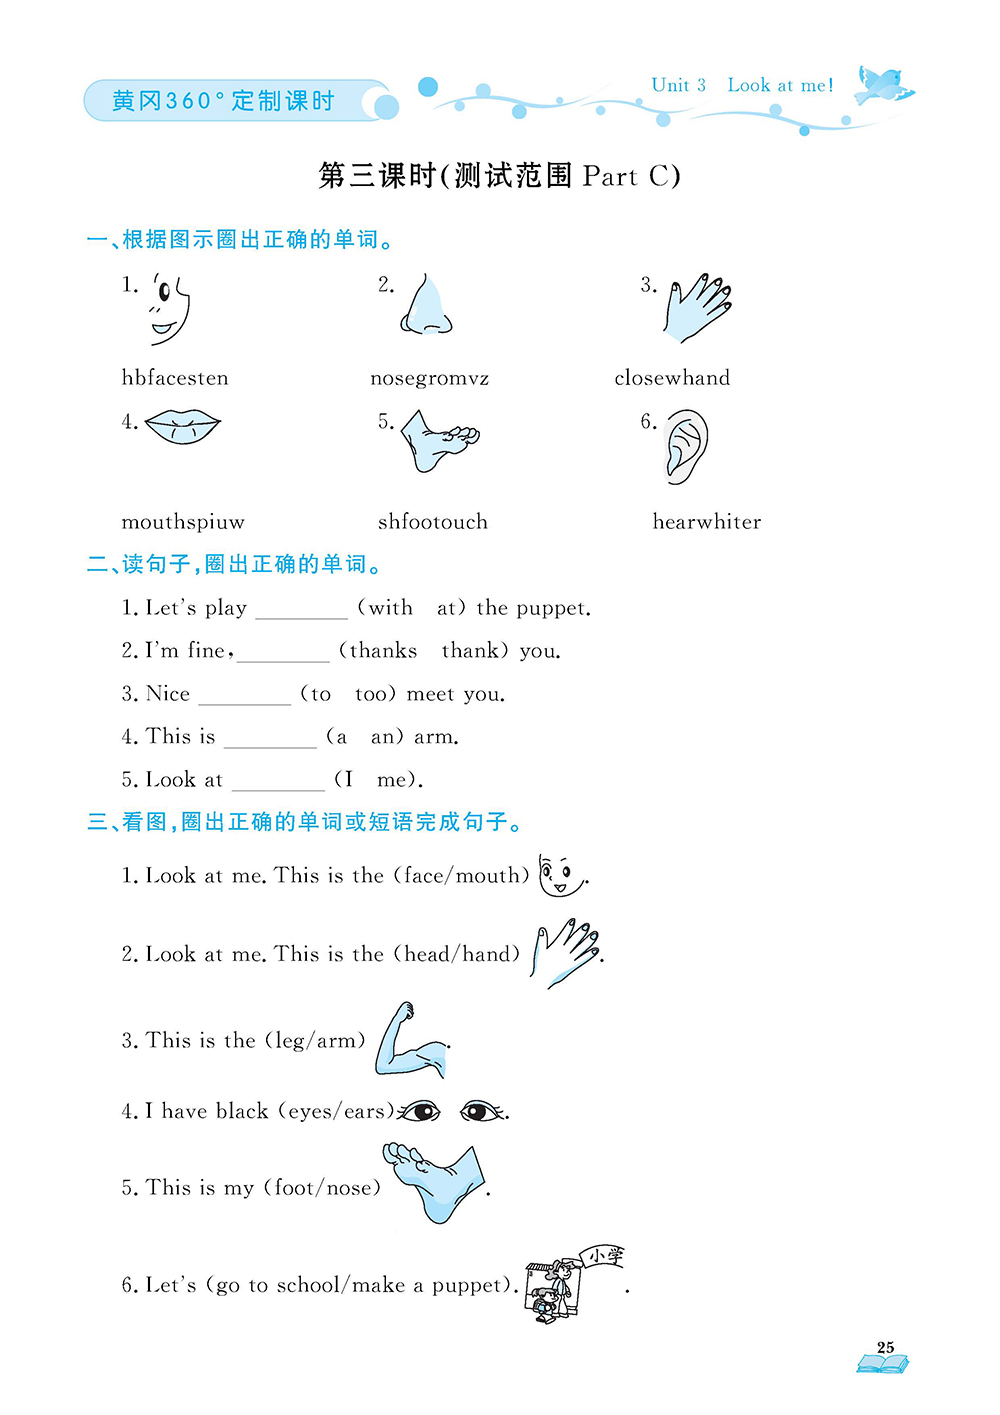 黄冈360°定制课时
Unit 3 Look at me!
第三课时(测试范围 Part C)
一、根据图示圈出正确的单词。
1. 2. 3.
hbfacesten nosegromvz closewhand
4. 5. 6.
mouthspiuw shfootouch hearwhiter
二、读句子,圈出正确的单词。
1. Let's play ________ (with at) the puppet.
2. I'm fine, ________ (thanks thank) you.
3. Nice ________ (to too) meet you.
4. This is ________ (a an) arm.
5. Look at ________ (I me).
三、看图,圈出正确的单词或短语完成句子。
1. Look at me. This is the (face/mouth) .
2. Look at me. This is the (head/hand) .
3. This is the (leg/arm) .
4. I have black (eyes/ears) .
5. This is my (foot/nose) .
小学
6. Let's (go to school/make a puppet). .
25